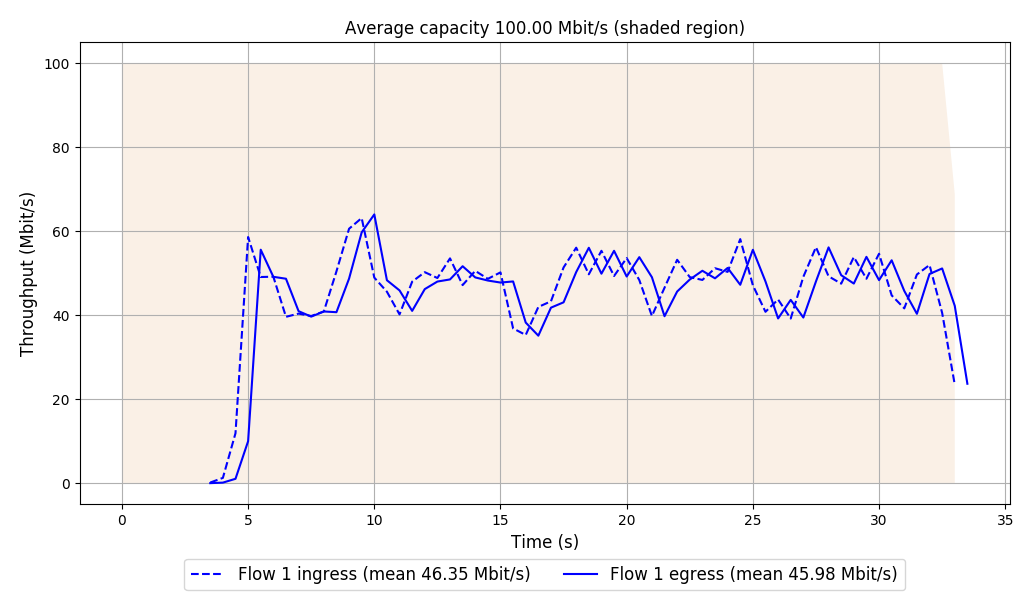 Average capacity 100.00 Mbit/s (shaded region)
100
80
60
40
20
0
Throughput (Mbit/s)
0 5 10 15 20 25 30 35
Time (s)
Flow 1 ingress (mean 46.35 Mbit/s) Flow 1 egress (mean 45.98 Mbit/s)